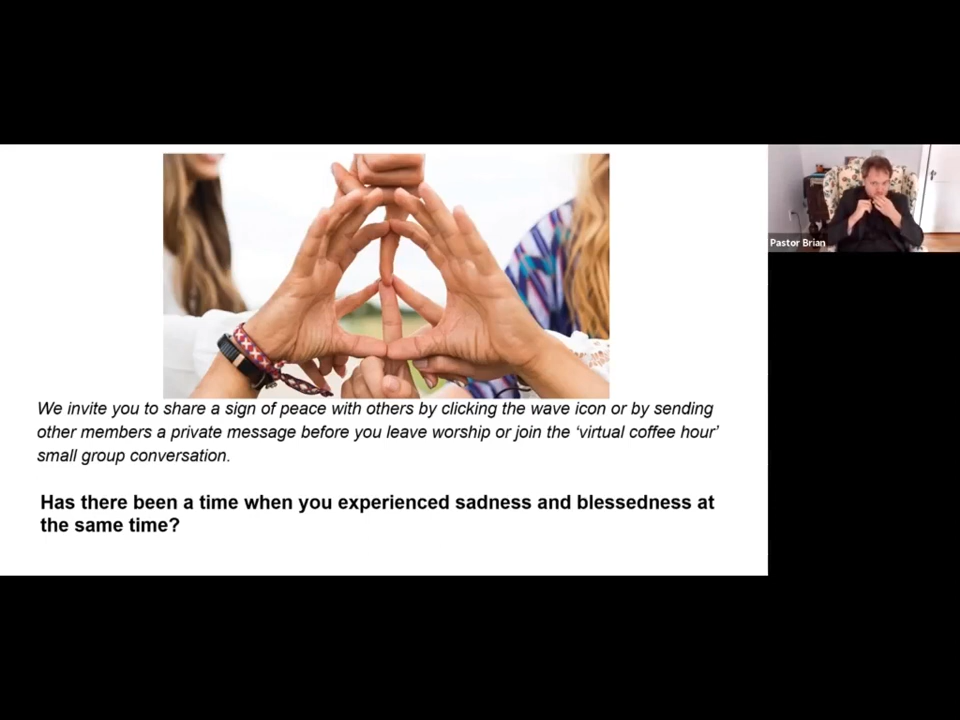 We invite you to share a sign of peace with others by clicking the wave icon or by sending
other members a private message before you leave worship or join the ‘virtual coffee hour’
small group conversation.
Has there been a time when you experienced sadness and blessedness at
the same time?
Pastor Brian